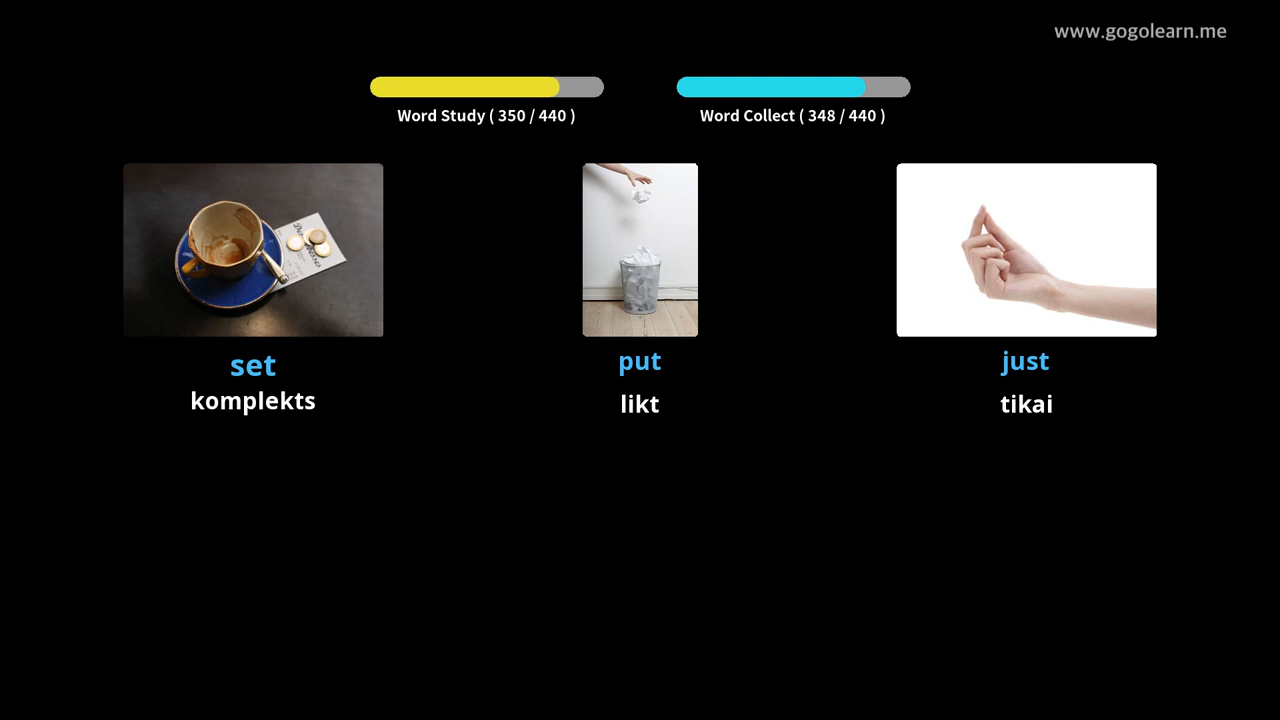 www.gogolearn.me
Word Study ( 350 / 440 )
Word Collect ( 348 / 440 )
set
komplekts
put
likt
just
tikai